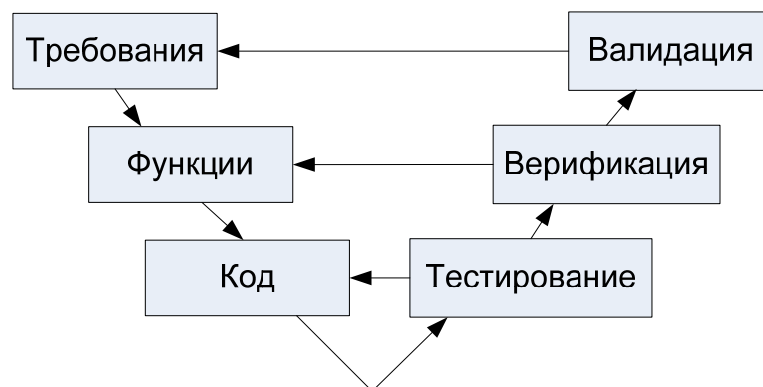 Требования
Валидация
Функции
Верификация
Код
Тестирование